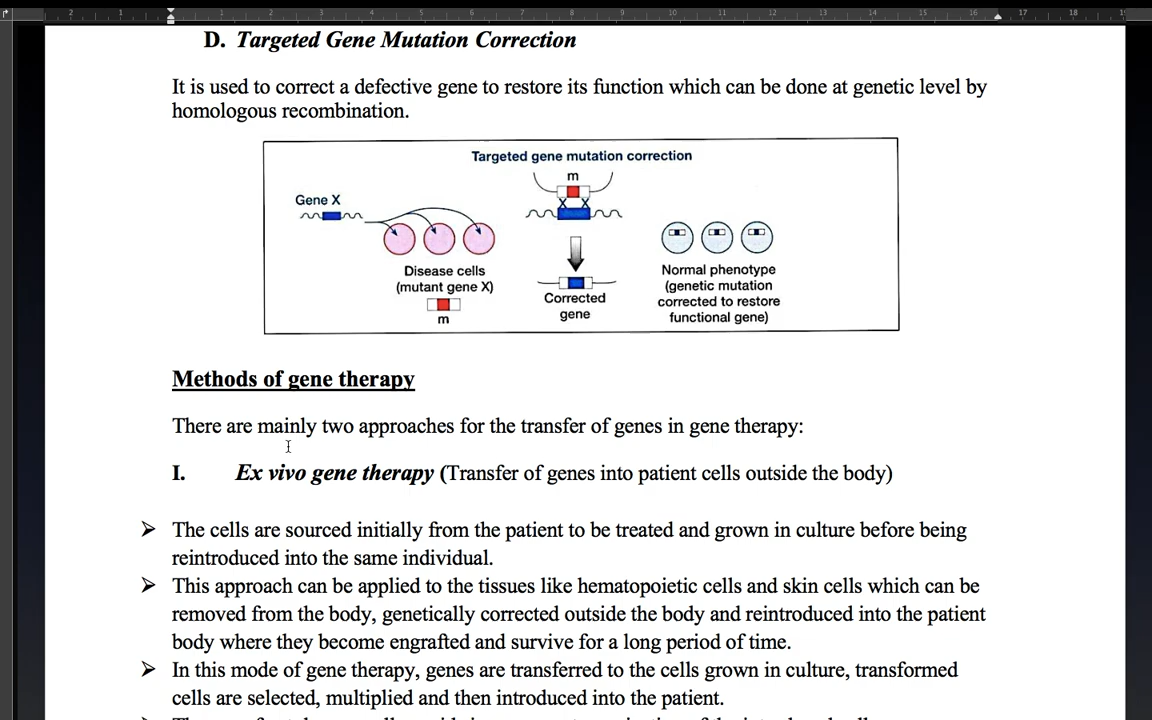 D. Targeted Gene Mutation Correction
It is used to correct a defective gene to restore its function which can be done at genetic level by
homologous recombination.
Targeted gene mutation correction
m
Gene X
Disease cells
(mutant gene X)
m
X X
Corrected
gene
Normal phenotype
(genetic mutation
corrected to restore
functional gene)
Methods of gene therapy
There are mainly two approaches for the transfer of genes in gene therapy:
I. Ex vivo gene therapy (Transfer of genes into patient cells outside the body)
➢ The cells are sourced initially from the patient to be treated and grown in culture before being
reintroduced into the same individual.
➢ This approach can be applied to the tissues like hematopoietic cells and skin cells which can be
removed from the body, genetically corrected outside the body and reintroduced into the patient
body where they become engrafted and survive for a long period of time.
➢ In this mode of gene therapy, genes are transferred to the cells grown in culture, transformed
cells are selected, multiplied and then introduced into the patient.